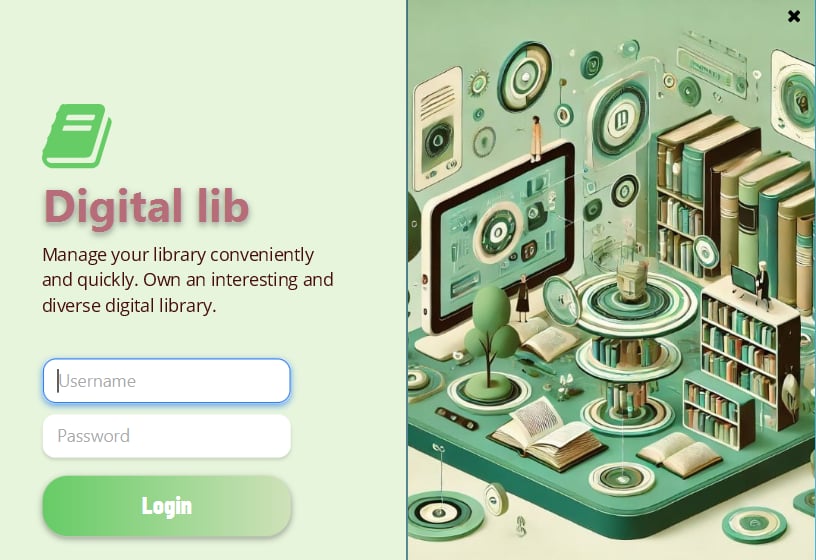 Digital lib
Manage your library conveniently
and quickly. Own an interesting and
diverse digital library.
Username
Password
Login